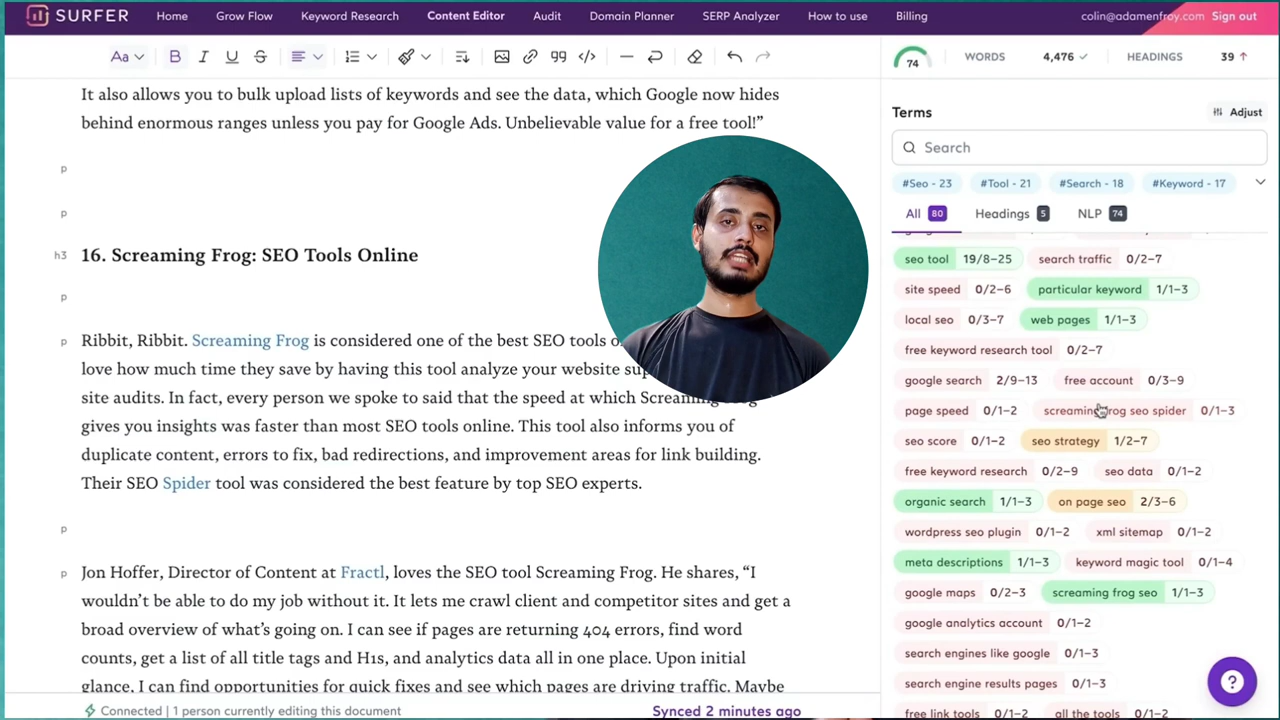 SURFER Home Grow Flow Keyword Research Content Editor Audit Domain Planner SERP Analyzer How to use Billing colin@adamenfroy.com Sign out
Aa B I U S
74 WORDS 4,476 HEADINGS 39
It also allows you to bulk upload lists of keywords and see the data, which Google now hides
behind enormous ranges unless you pay for Google Ads. Unbelievable value for a free tool!”
p
p
h3 16. Screaming Frog: SEO Tools Online
p
p Ribbit, Ribbit. Screaming Frog is considered one of the best SEO tools
love how much time they save by having this tool analyze your website
site audits. In fact, every person we spoke to said that the speed at which
gives you insights was faster than most SEO tools online. This tool also informs you of
duplicate content, errors to fix, bad redirections, and improvement areas for link building.
Their SEO Spider tool was considered the best feature by top SEO experts.
p
p Jon Hoffer, Director of Content at Fractl, loves the SEO tool Screaming Frog. He shares, “I
wouldn’t be able to do my job without it. It lets me crawl client and competitor sites and get a
broad overview of what’s going on. I can see if pages are returning 404 errors, find word
counts, get a list of all title tags and H1s, and analytics data all in one place. Upon initial
glance, I can find opportunities for quick fixes and see which pages are driving traffic. Maybe
Connected | 1 person currently editing this document Synced 2 minutes ago
Terms Adjust
Search
#Seo - 23 #Tool - 21 #Search - 18 #Keyword - 17
All 80 Headings 5 NLP 74
seo tool 19/8–25 search traffic 0/2–7
site speed 0/2–6 particular keyword 1/1–3
local seo 0/3–7 web pages 1/1–3
free keyword research tool 0/2–7
google search 2/9–13 free account 0/3–9
page speed 0/1–2 screaming frog seo spider 0/1–3
seo score 0/1–2 seo strategy 1/2–7
free keyword research 0/2–9 seo data 0/1–2
organic search 1/1–3 on page seo 2/3–6
wordpress seo plugin 0/1–2 xml sitemap 0/1–2
meta descriptions 1/1–3 keyword magic tool 0/1–4
google maps 0/2–3 screaming frog seo 1/1–3
google analytics account 0/1–2
search engines like google 0/1–3
search engine results pages 0/1–3
free link tools 0/1–2 all the tools 0/1–2
?